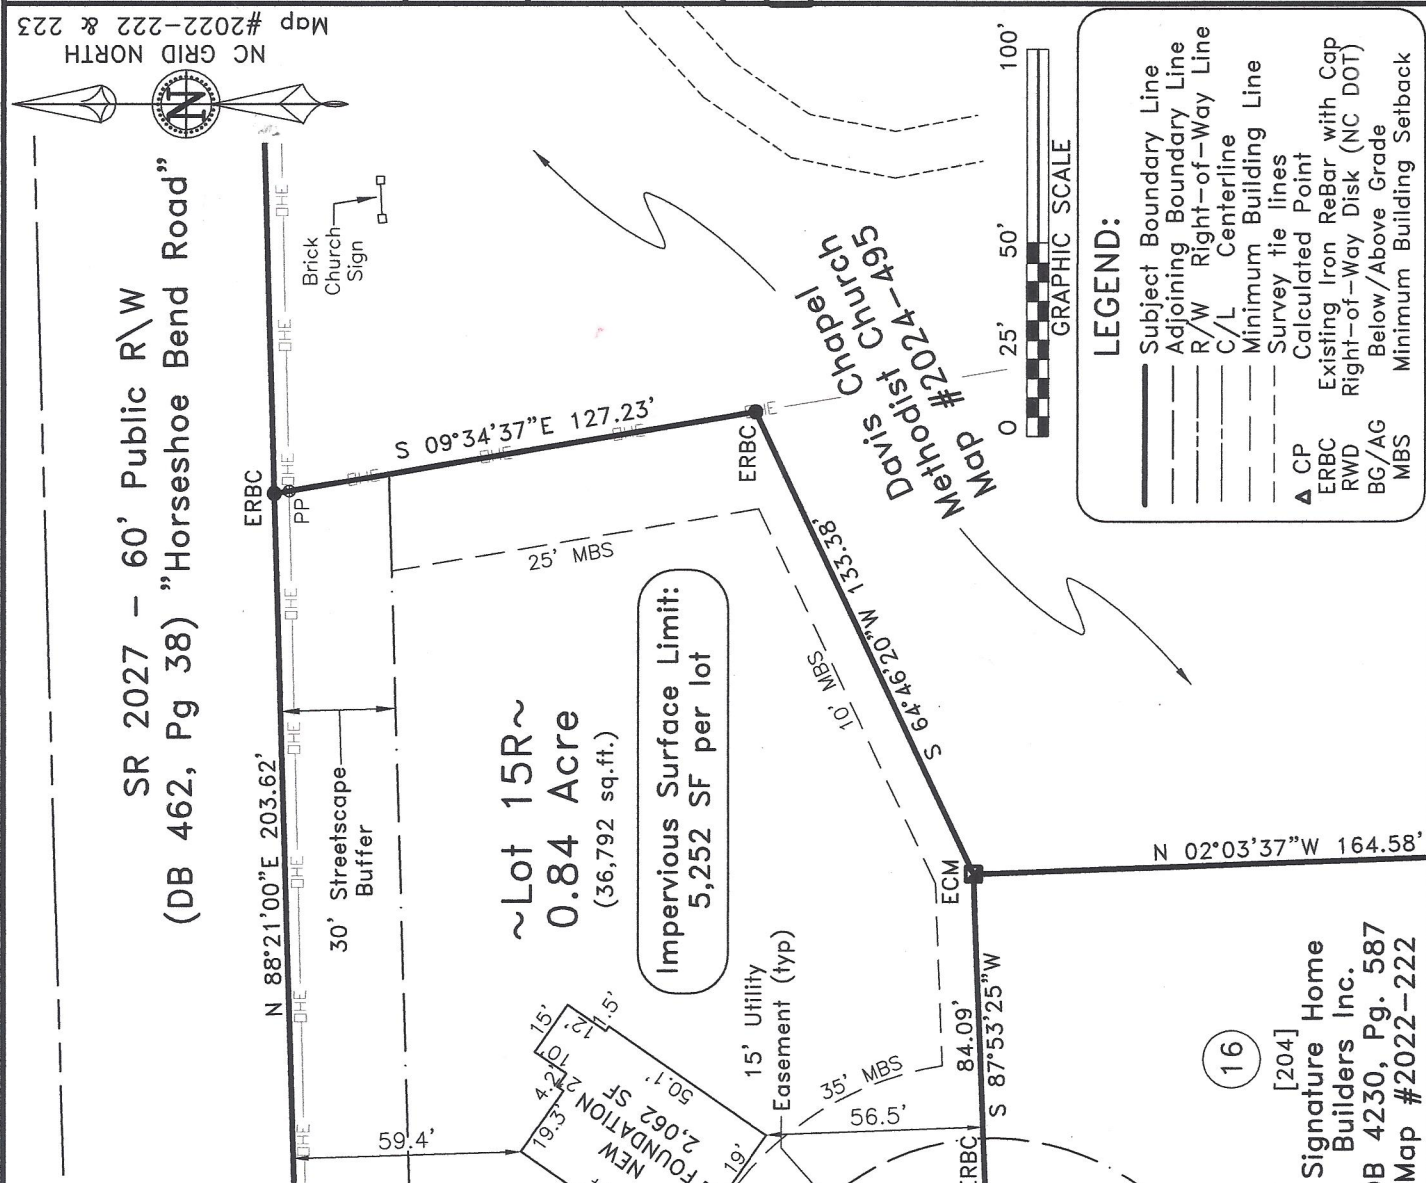 Map #2022-222 & 223
NC GRID NORTH
N
SR 2027 - 60' Public R\W
(DB 462, Pg 38) "Horseshoe Bend Road"
Brick
Church
Sign
OHE
ERBC
PP
N 88°21'00"E 203.62'
S 09°34'37"E 127.23'
30' Streetscape
Buffer
25' MBS
ERBC
~Lot 15R~
0.84 Acre
(36,792 sq.ft.)
Impervious Surface Limit:
5,252 SF per lot
10' MBS
S 64°46'20"W 133.38'
Davis Chapel
Methodist Church
Map #2024-495
0 25' 50' 100'
GRAPHIC SCALE
LEGEND:
Subject Boundary Line
Adjoining Boundary Line
R/W Right-of-Way Line
C/L Centerline
Minimum Building Line
Survey tie lines
CP Calculated Point
ERBC Existing Iron ReBar with Cap
RWD Right-of-Way Disk (NC DOT)
BG/AG Below/Above Grade
MBS Minimum Building Setback
ECM
N 02°03'37"W 164.58'
15' Utility
Easement (typ)
35' MBS
84.09'
S 87°53'25"W
56.5'
59.4'
15'
12'
1.5'
10'
2'
4.2'
19.3'
50.1'
19'
NEW
FOUNDATION
2,062 SF
ERBC
16
[204]
Signature Home
Builders Inc.
DB 4230, Pg. 587
Map #2022-222